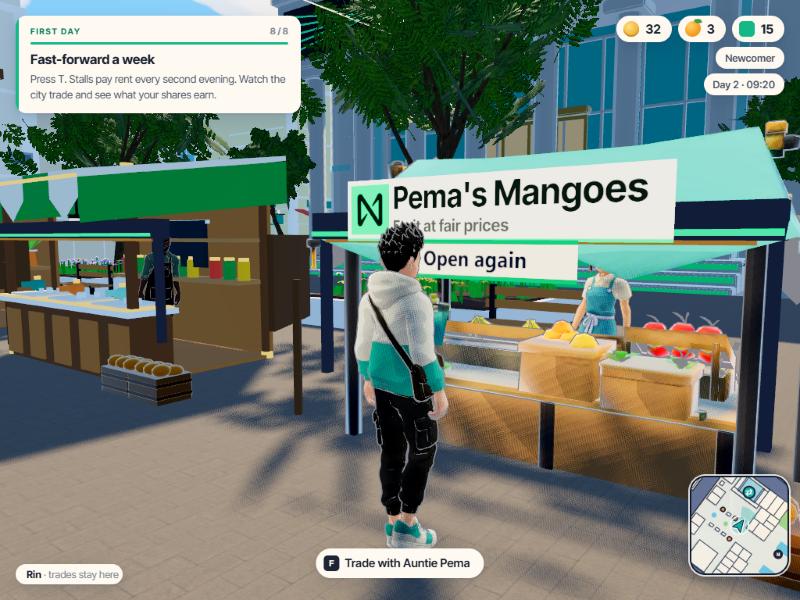 FIRST DAY 8/8
Fast-forward a week
Press T. Stalls pay rent every second evening. Watch the
city trade and see what your shares earn.
32 3 15
Newcomer
Day 2 · 09:20
Pema's Mangoes
at fair prices
Open again
F Trade with Auntie Pema
Rin · trades stay here